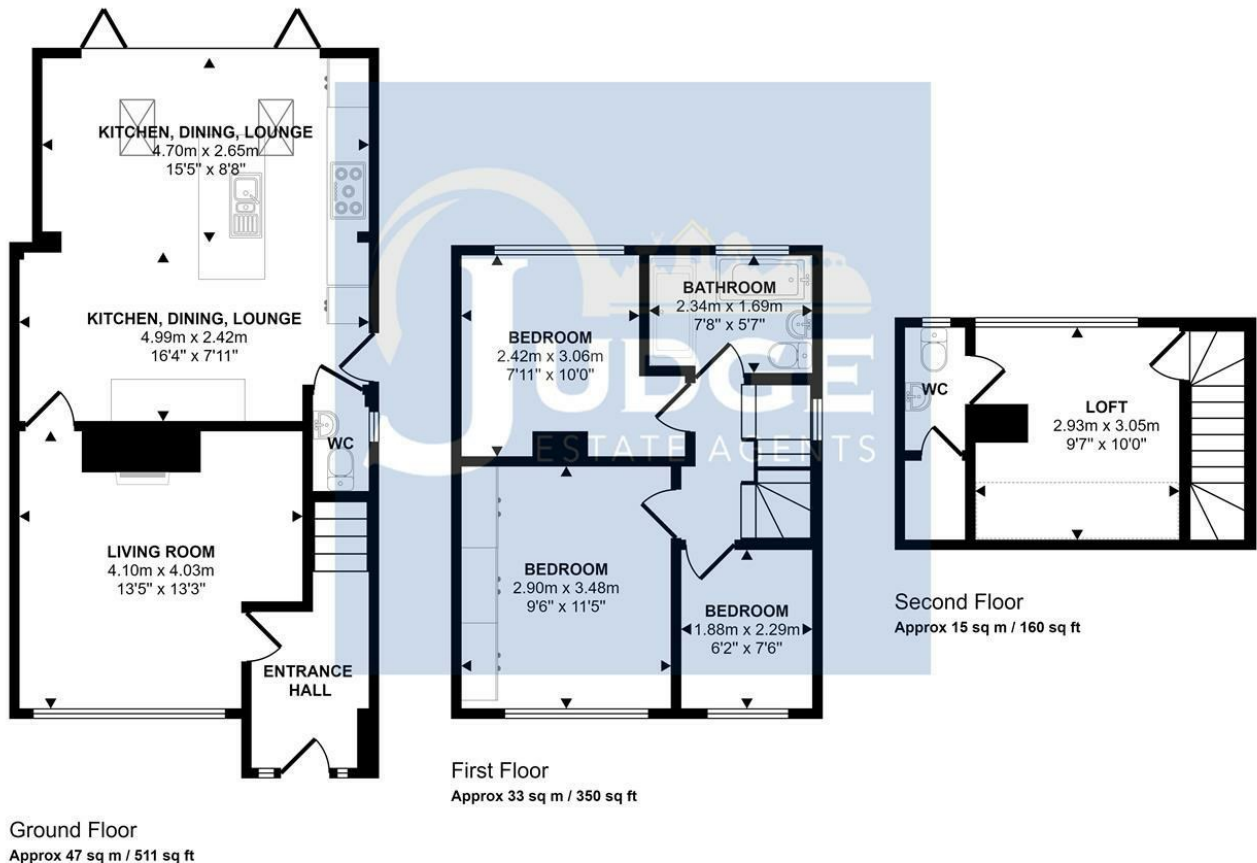 KITCHEN, DINING, LOUNGE
4.70m x 2.65m
15'5" x 8'8"
KITCHEN, DINING, LOUNGE
4.99m x 2.42m
16'4" x 7'11"
WC
LIVING ROOM
4.10m x 4.03m
13'5" x 13'3"
ENTRANCE
HALL
Ground Floor
Approx 47 sq m / 511 sq ft
BEDROOM
2.42m x 3.06m
7'11" x 10'0"
BATHROOM
2.34m x 1.69m
7'8" x 5'7"
BEDROOM
2.90m x 3.48m
9'6" x 11'5"
BEDROOM
1.88m x 2.29m
6'2" x 7'6"
First Floor
Approx 33 sq m / 350 sq ft
WC
LOFT
2.93m x 3.05m
9'7" x 10'0"
Second Floor
Approx 15 sq m / 160 sq ft
JUDGE
ESTATE AGENTS